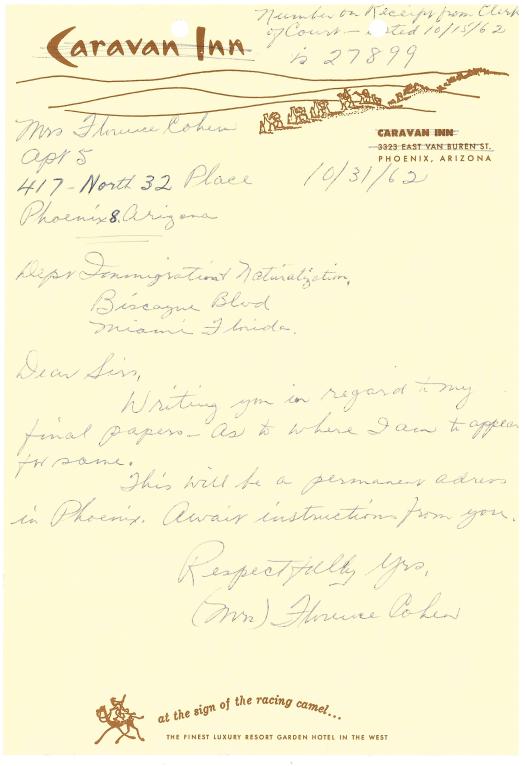 Number on Receipt from Clerk
of Court - dated 10/15/62
is 27899
Caravan Inn
CARAVAN INN
3323 EAST VAN BUREN ST.
PHOENIX, ARIZONA
Mrs Florence Cohen
Apt 5
417 - North 32 Place
Phoenix 8. Arizona
10/31/62
Dept Immigration & Naturalization,
Biscayne Blvd
Miami Florida.
Dear Sirs,
Writing you in regard to my
final papers - as to where I am to appear
for same.
This will be a permanent adress
in Phoenix. Await instructions from you.
Respectfully Yrs,
(Mrs) Florence Cohen
at the sign of the racing camel...
THE FINEST LUXURY RESORT GARDEN HOTEL IN THE WEST